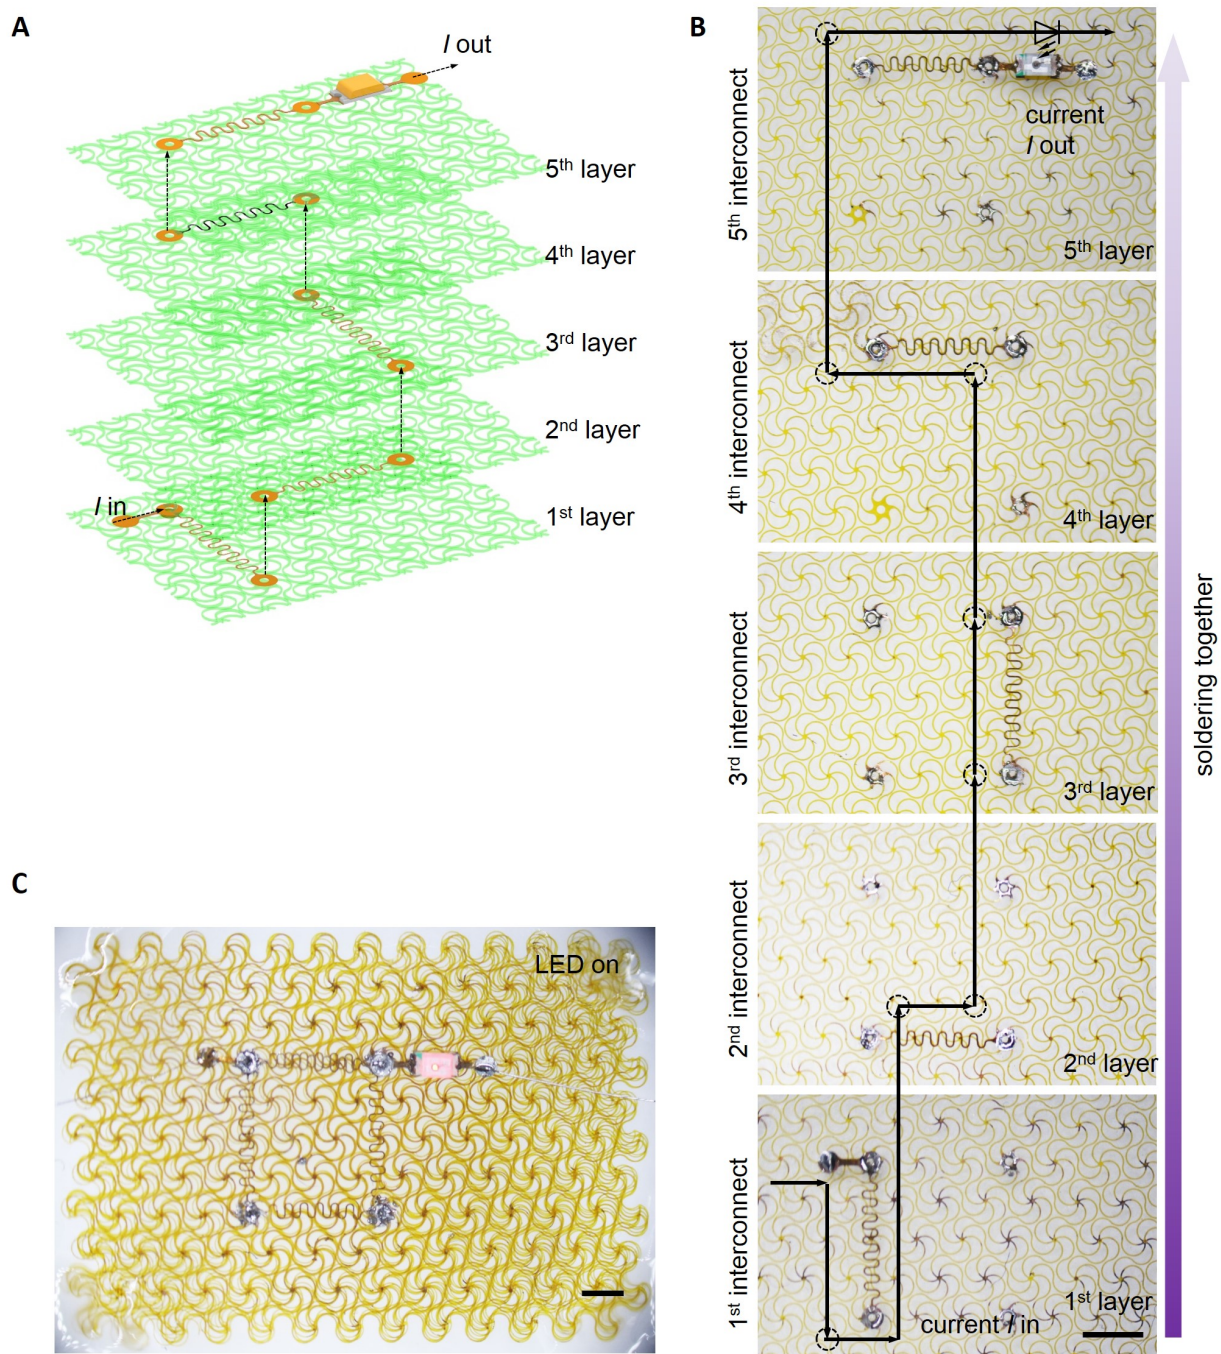 A
I out
5th layer
4th layer
3rd layer
2nd layer
I in
1st layer
B
5th interconnect
current
I out
5th layer
4th interconnect
4th layer
3rd interconnect
3rd layer
2nd interconnect
2nd layer
1st interconnect
current I in
1st layer
soldering together
C
LED on